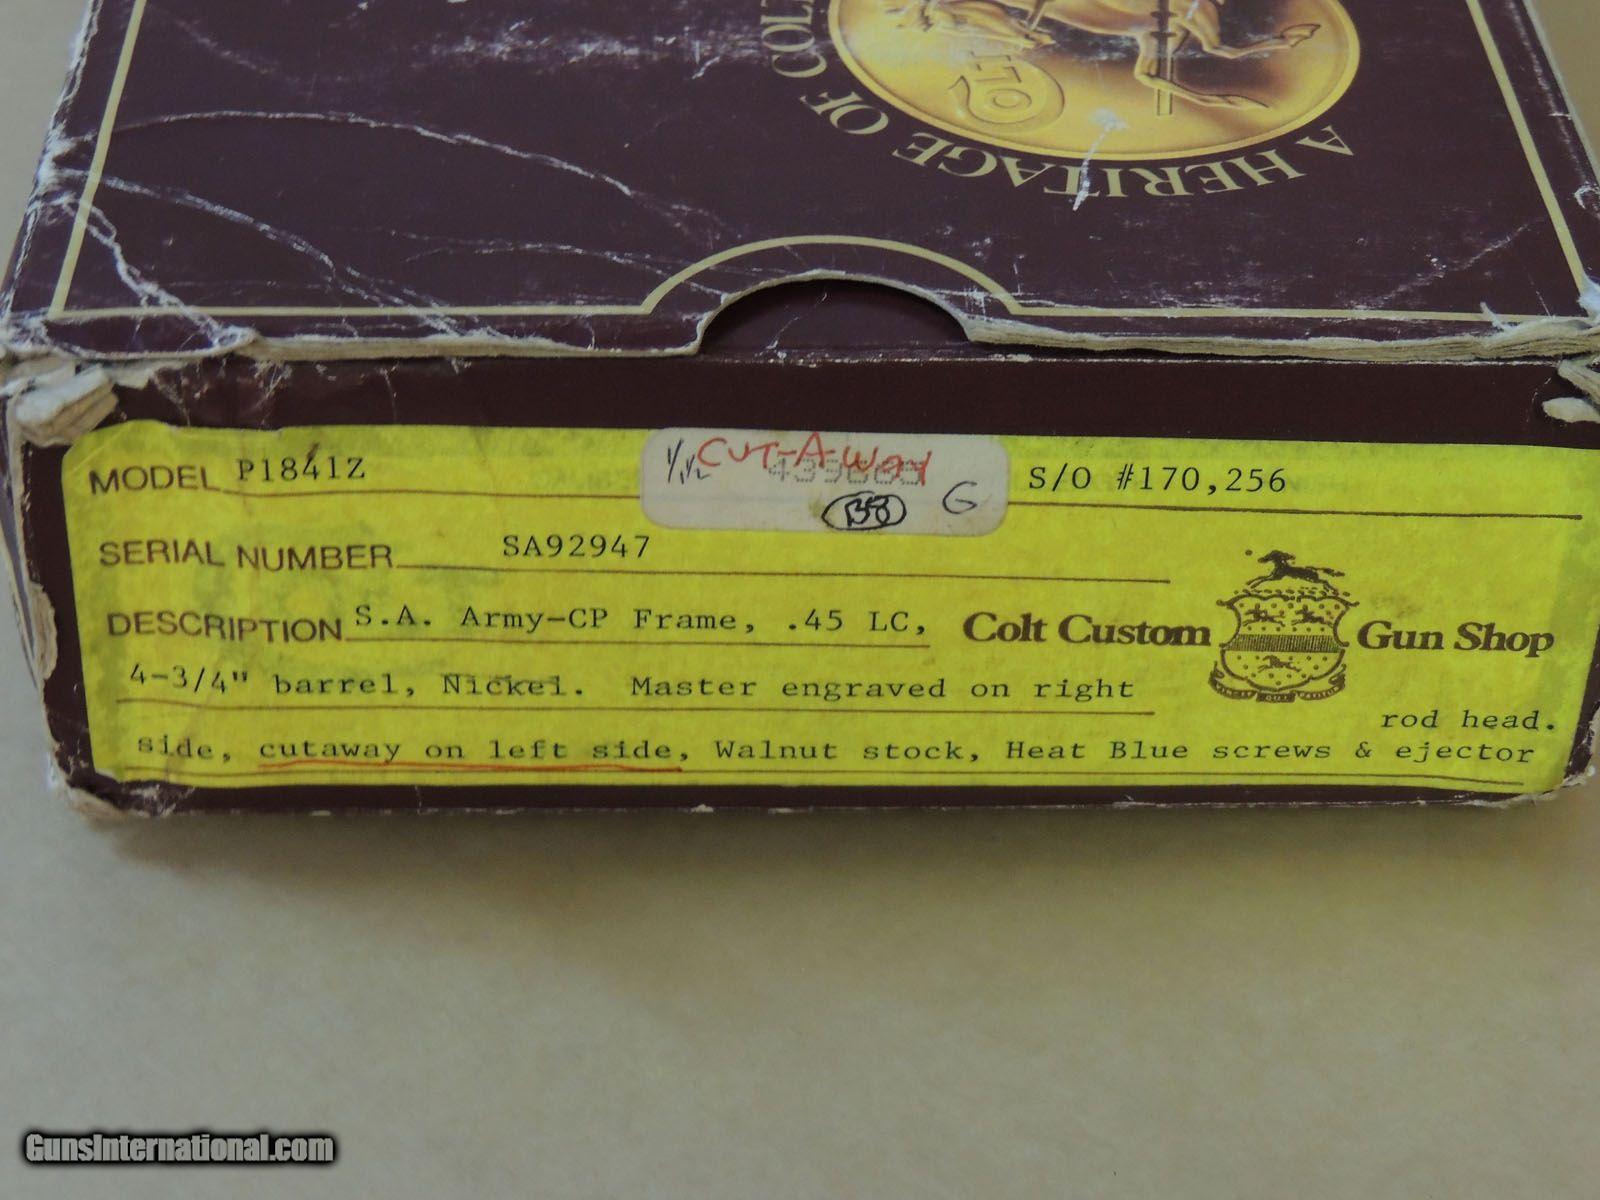 A HERITAGE OF COLT
COLT
MODEL P1841Z
CUT-A-WAY
B8 G
S/O #170,256
SERIAL NUMBER SA92947
DESCRIPTION S.A. Army-CP Frame, .45 LC,
Colt Custom Gun Shop
4-3/4" barrel, Nickel. Master engraved on right
rod head.
side, cutaway on left side, Walnut stock, Heat Blue screws & ejector
GunsInternational.com